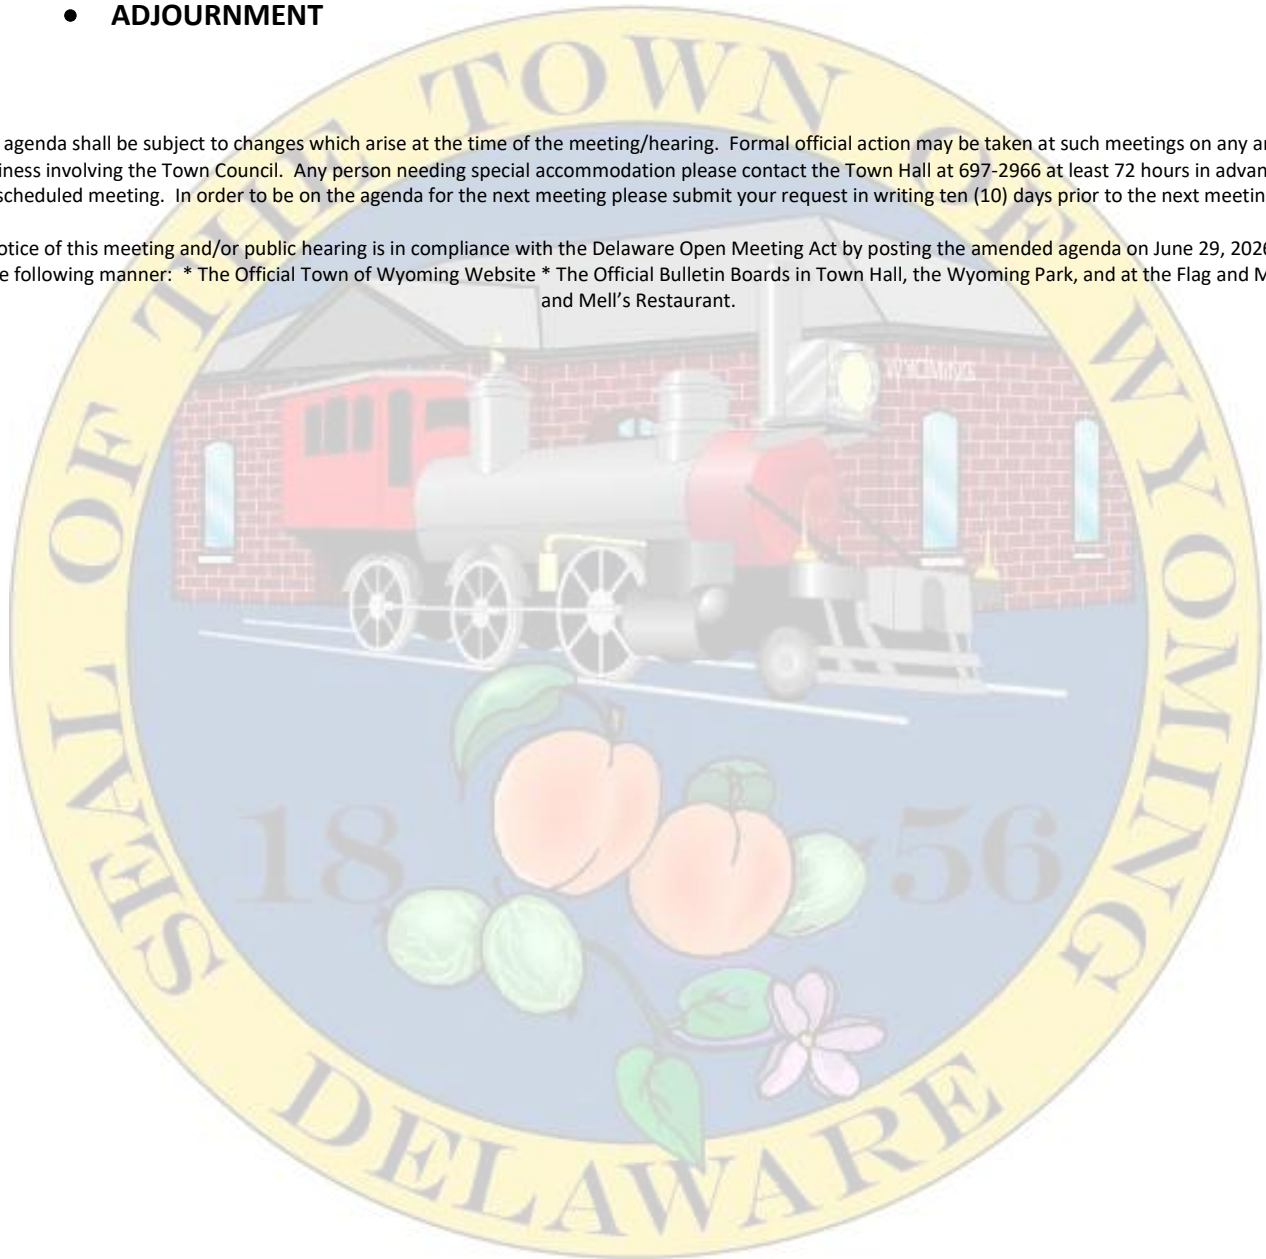 • ADJOURNMENT
agenda shall be subject to changes which arise at the time of the meeting/hearing. Formal official action may be taken at such meetings on any
involving the Town Council. Any person needing special accommodation please contact the Town Hall at 697-2966 at least 72 hours in
scheduled meeting. In order to be on the agenda for the next meeting please submit your request in writing ten (10) days prior to the next
of this meeting and/or public hearing is in compliance with the Delaware Open Meeting Act by posting the amended agenda on June 29, 2026
following manner: * The Official Town of Wyoming Website * The Official Bulletin Boards in Town Hall, the Wyoming Park, and at the Flag and
and Mell’s Restaurant.
SEAL OF THE TOWN OF WYOMING
WYOMING
18 56
DELAWARE